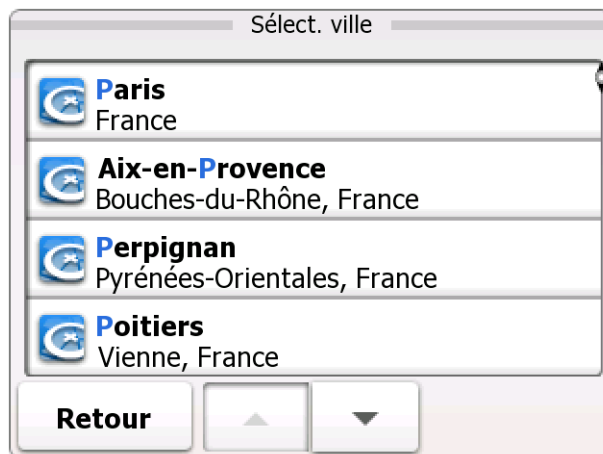 Sélect. ville
Paris
France
Aix-en-Provence
Bouches-du-Rhône, France
Perpignan
Pyrénées-Orientales, France
Poitiers
Vienne, France
Retour